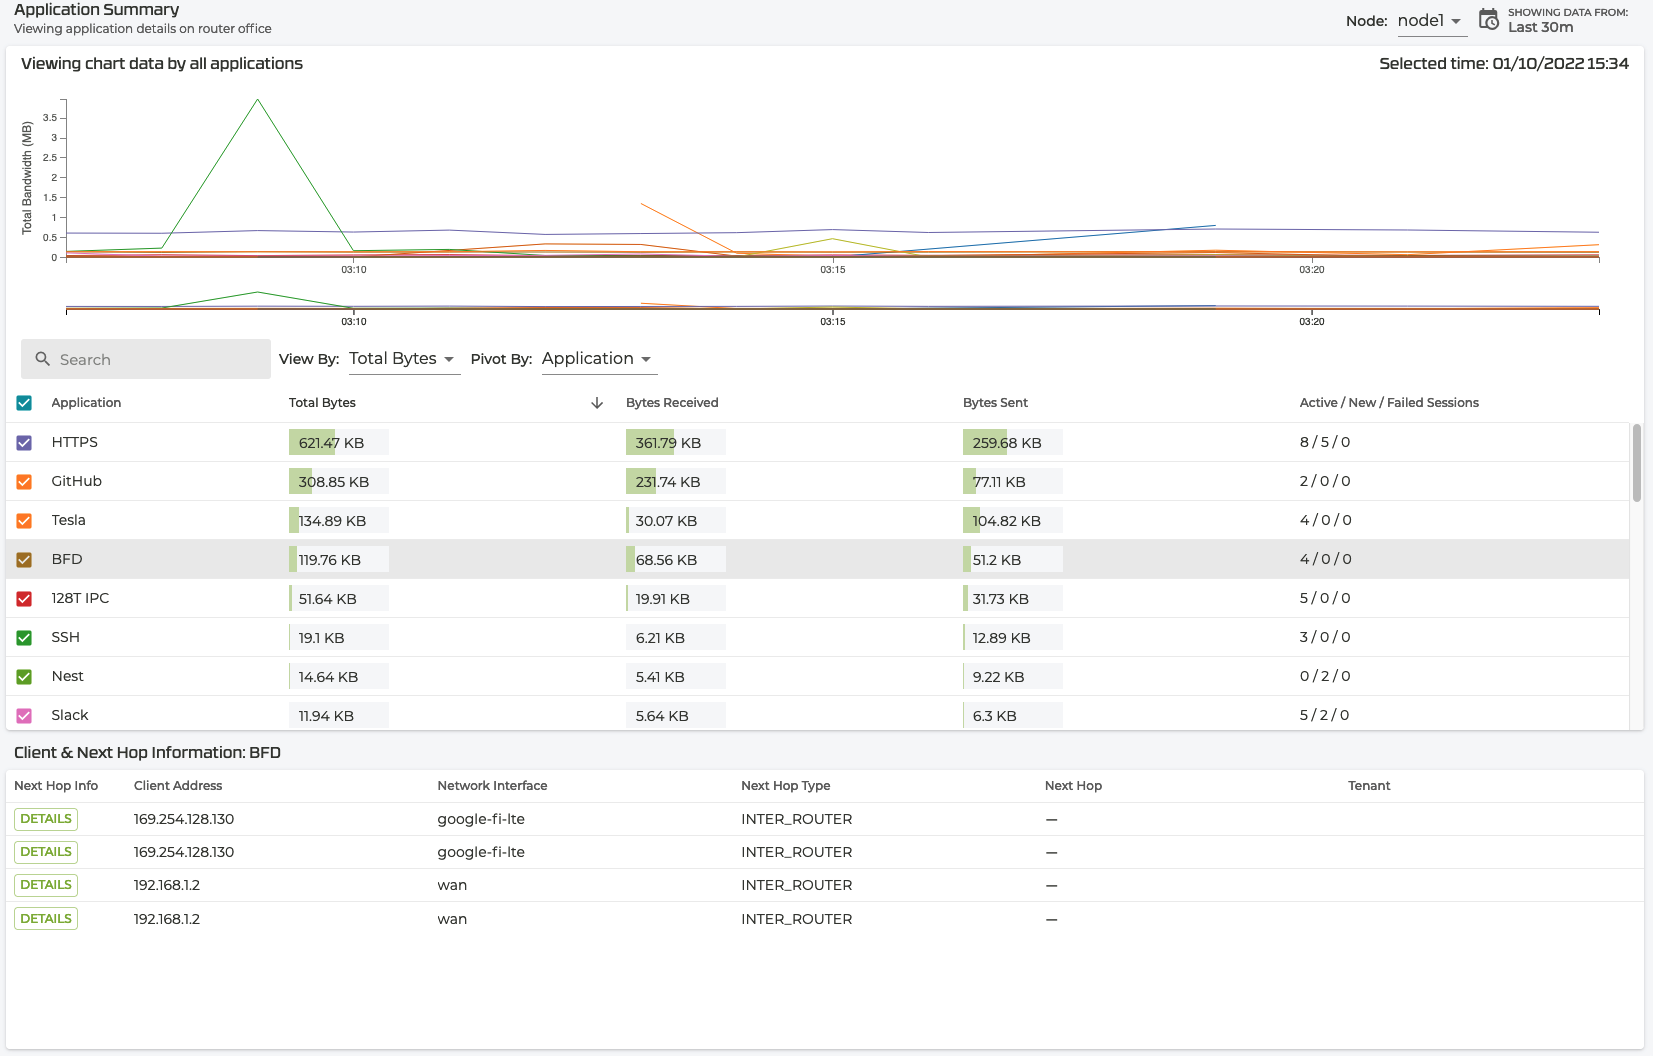 Application Summary
Viewing application details on router office
Node: node1
SHOWING DATA FROM:
Last 30m
Viewing chart data by all applications
Selected time: 01/10/2022 15:34
Total Bandwidth (MB)
3.5
3
2.5
2
1.5
1
0.5
0
03:10 03:15 03:20
03:10 03:15 03:20
Search
View By: Total Bytes Pivot By: Application
Application Total Bytes Bytes Received Bytes Sent Active / New / Failed Sessions
HTTPS 621.47 KB 361.79 KB 259.68 KB 8 / 5 / 0
GitHub 308.85 KB 231.74 KB 77.11 KB 2 / 0 / 0
Tesla 134.89 KB 30.07 KB 104.82 KB 4 / 0 / 0
BFD 119.76 KB 68.56 KB 51.2 KB 4 / 0 / 0
128T IPC 51.64 KB 19.91 KB 31.73 KB 5 / 0 / 0
SSH 19.1 KB 6.21 KB 12.89 KB 3 / 0 / 0
Nest 14.64 KB 5.41 KB 9.22 KB 0 / 2 / 0
Slack 11.94 KB 5.64 KB 6.3 KB 5 / 2 / 0
Client & Next Hop Information: BFD
Next Hop Info Client Address Network Interface Next Hop Type Next Hop Tenant
DETAILS 169.254.128.130 google-fi-lte INTER_ROUTER —
DETAILS 169.254.128.130 google-fi-lte INTER_ROUTER —
DETAILS 192.168.1.2 wan INTER_ROUTER —
DETAILS 192.168.1.2 wan INTER_ROUTER —